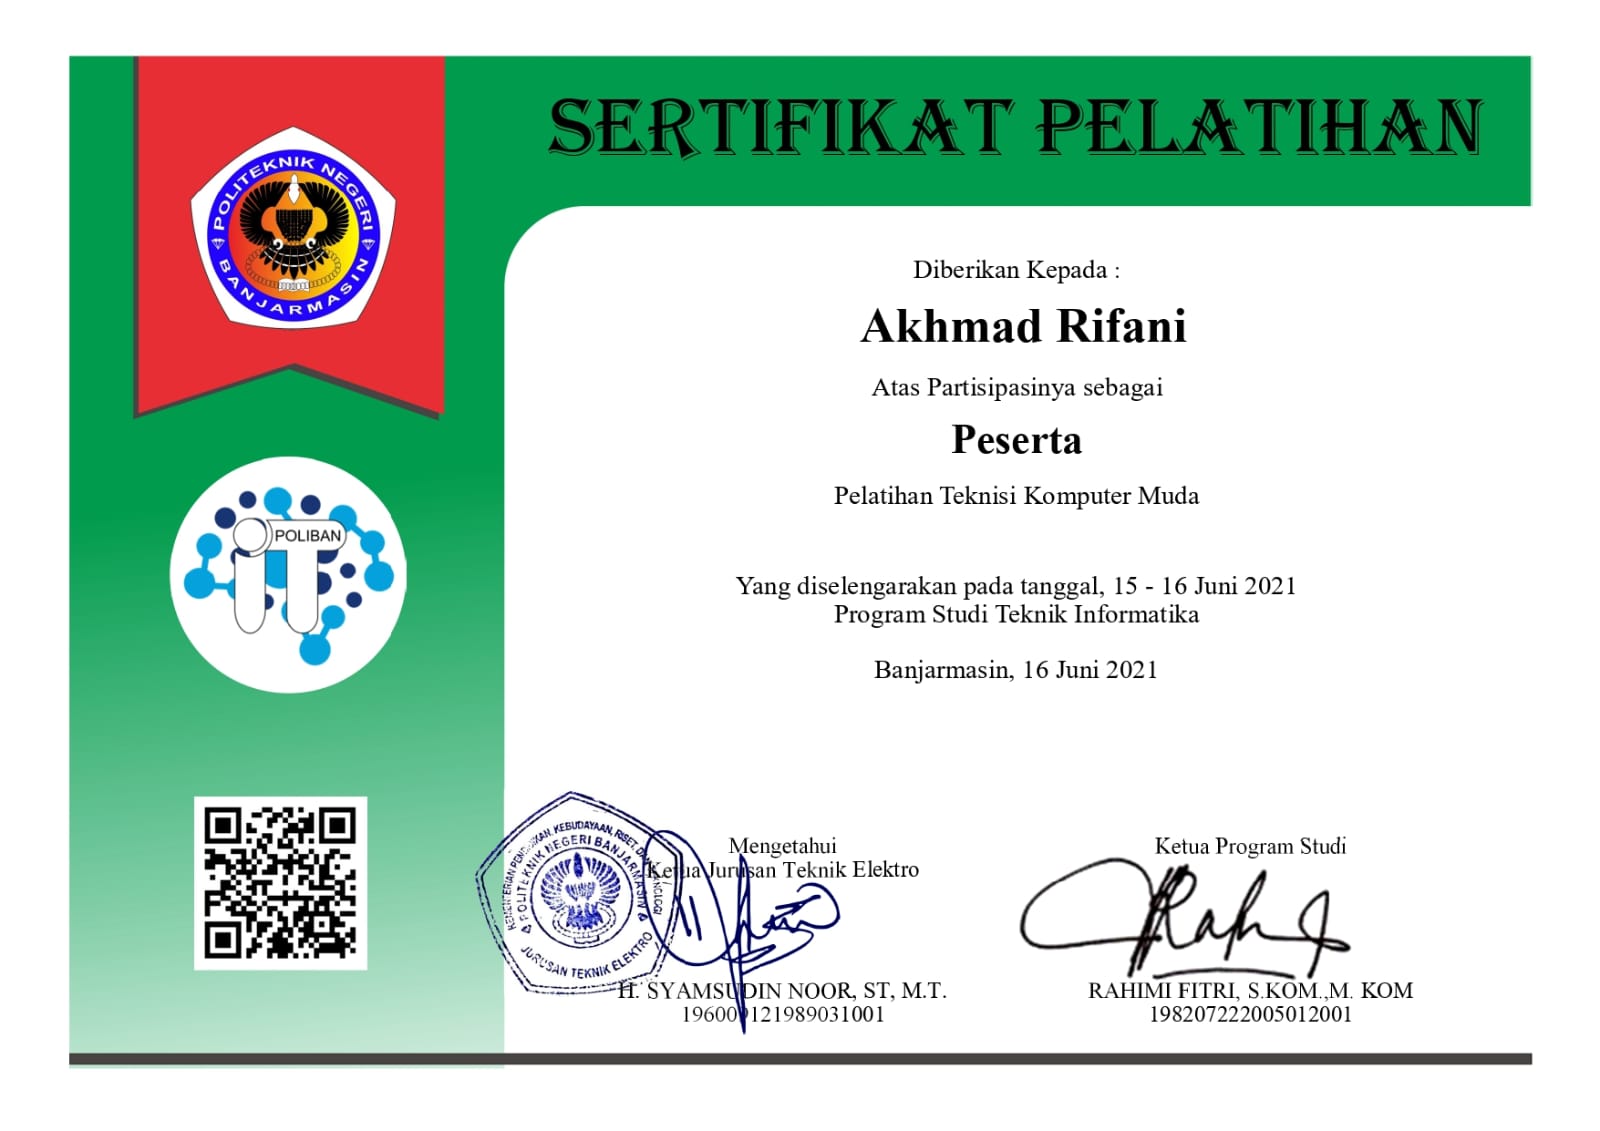 SERTIFIKAT PELATIHAN
POLITEKNIK NEGERI
BANJARMASIN
Diberikan Kepada :
Akhmad Rifani
Atas Partisipasinya sebagai
Peserta
Pelatihan Teknisi Komputer Muda
iT POLIBAN
Yang diselengarakan pada tanggal, 15 - 16 Juni 2021
Program Studi Teknik Informatika
Banjarmasin, 16 Juni 2021
Mengetahui
Ketua Jurusan Teknik Elektro
H. SYAMSUDIN NOOR, ST, M.T.
Ketua Program Studi
RAHIMI FITRI, S.KOM.,M. KOM
198207222005012001
KEMENTERIAN PENDIDIKAN, KEBUDAYAAN, RISET, DAN
POLITEKNIK NEGERI BANJARMASIN
JURUSAN TEKNIK ELEKTRO